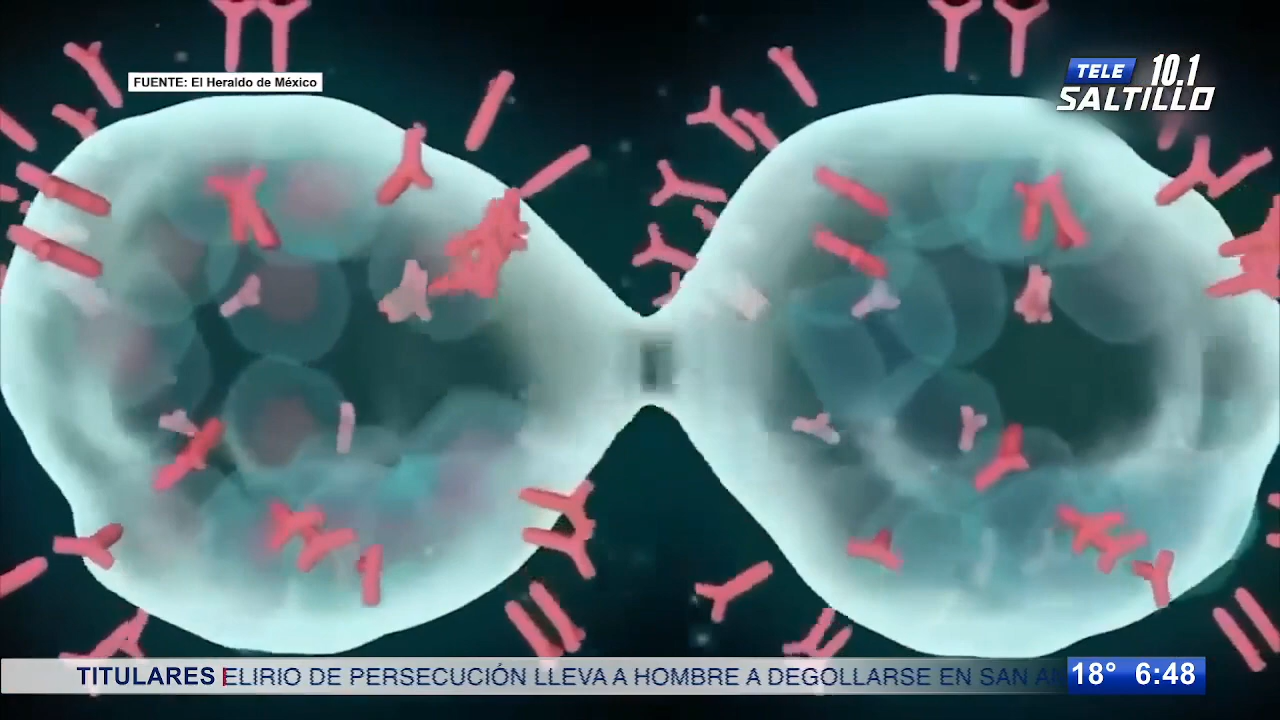 FUENTE: El Heraldo de México
TELE 10.1
SALTILLO
TITULARES ELIRIO DE PERSECUCIÓN LLEVA A HOMBRE A DEGOLLARSE EN SAN
18° 6:48